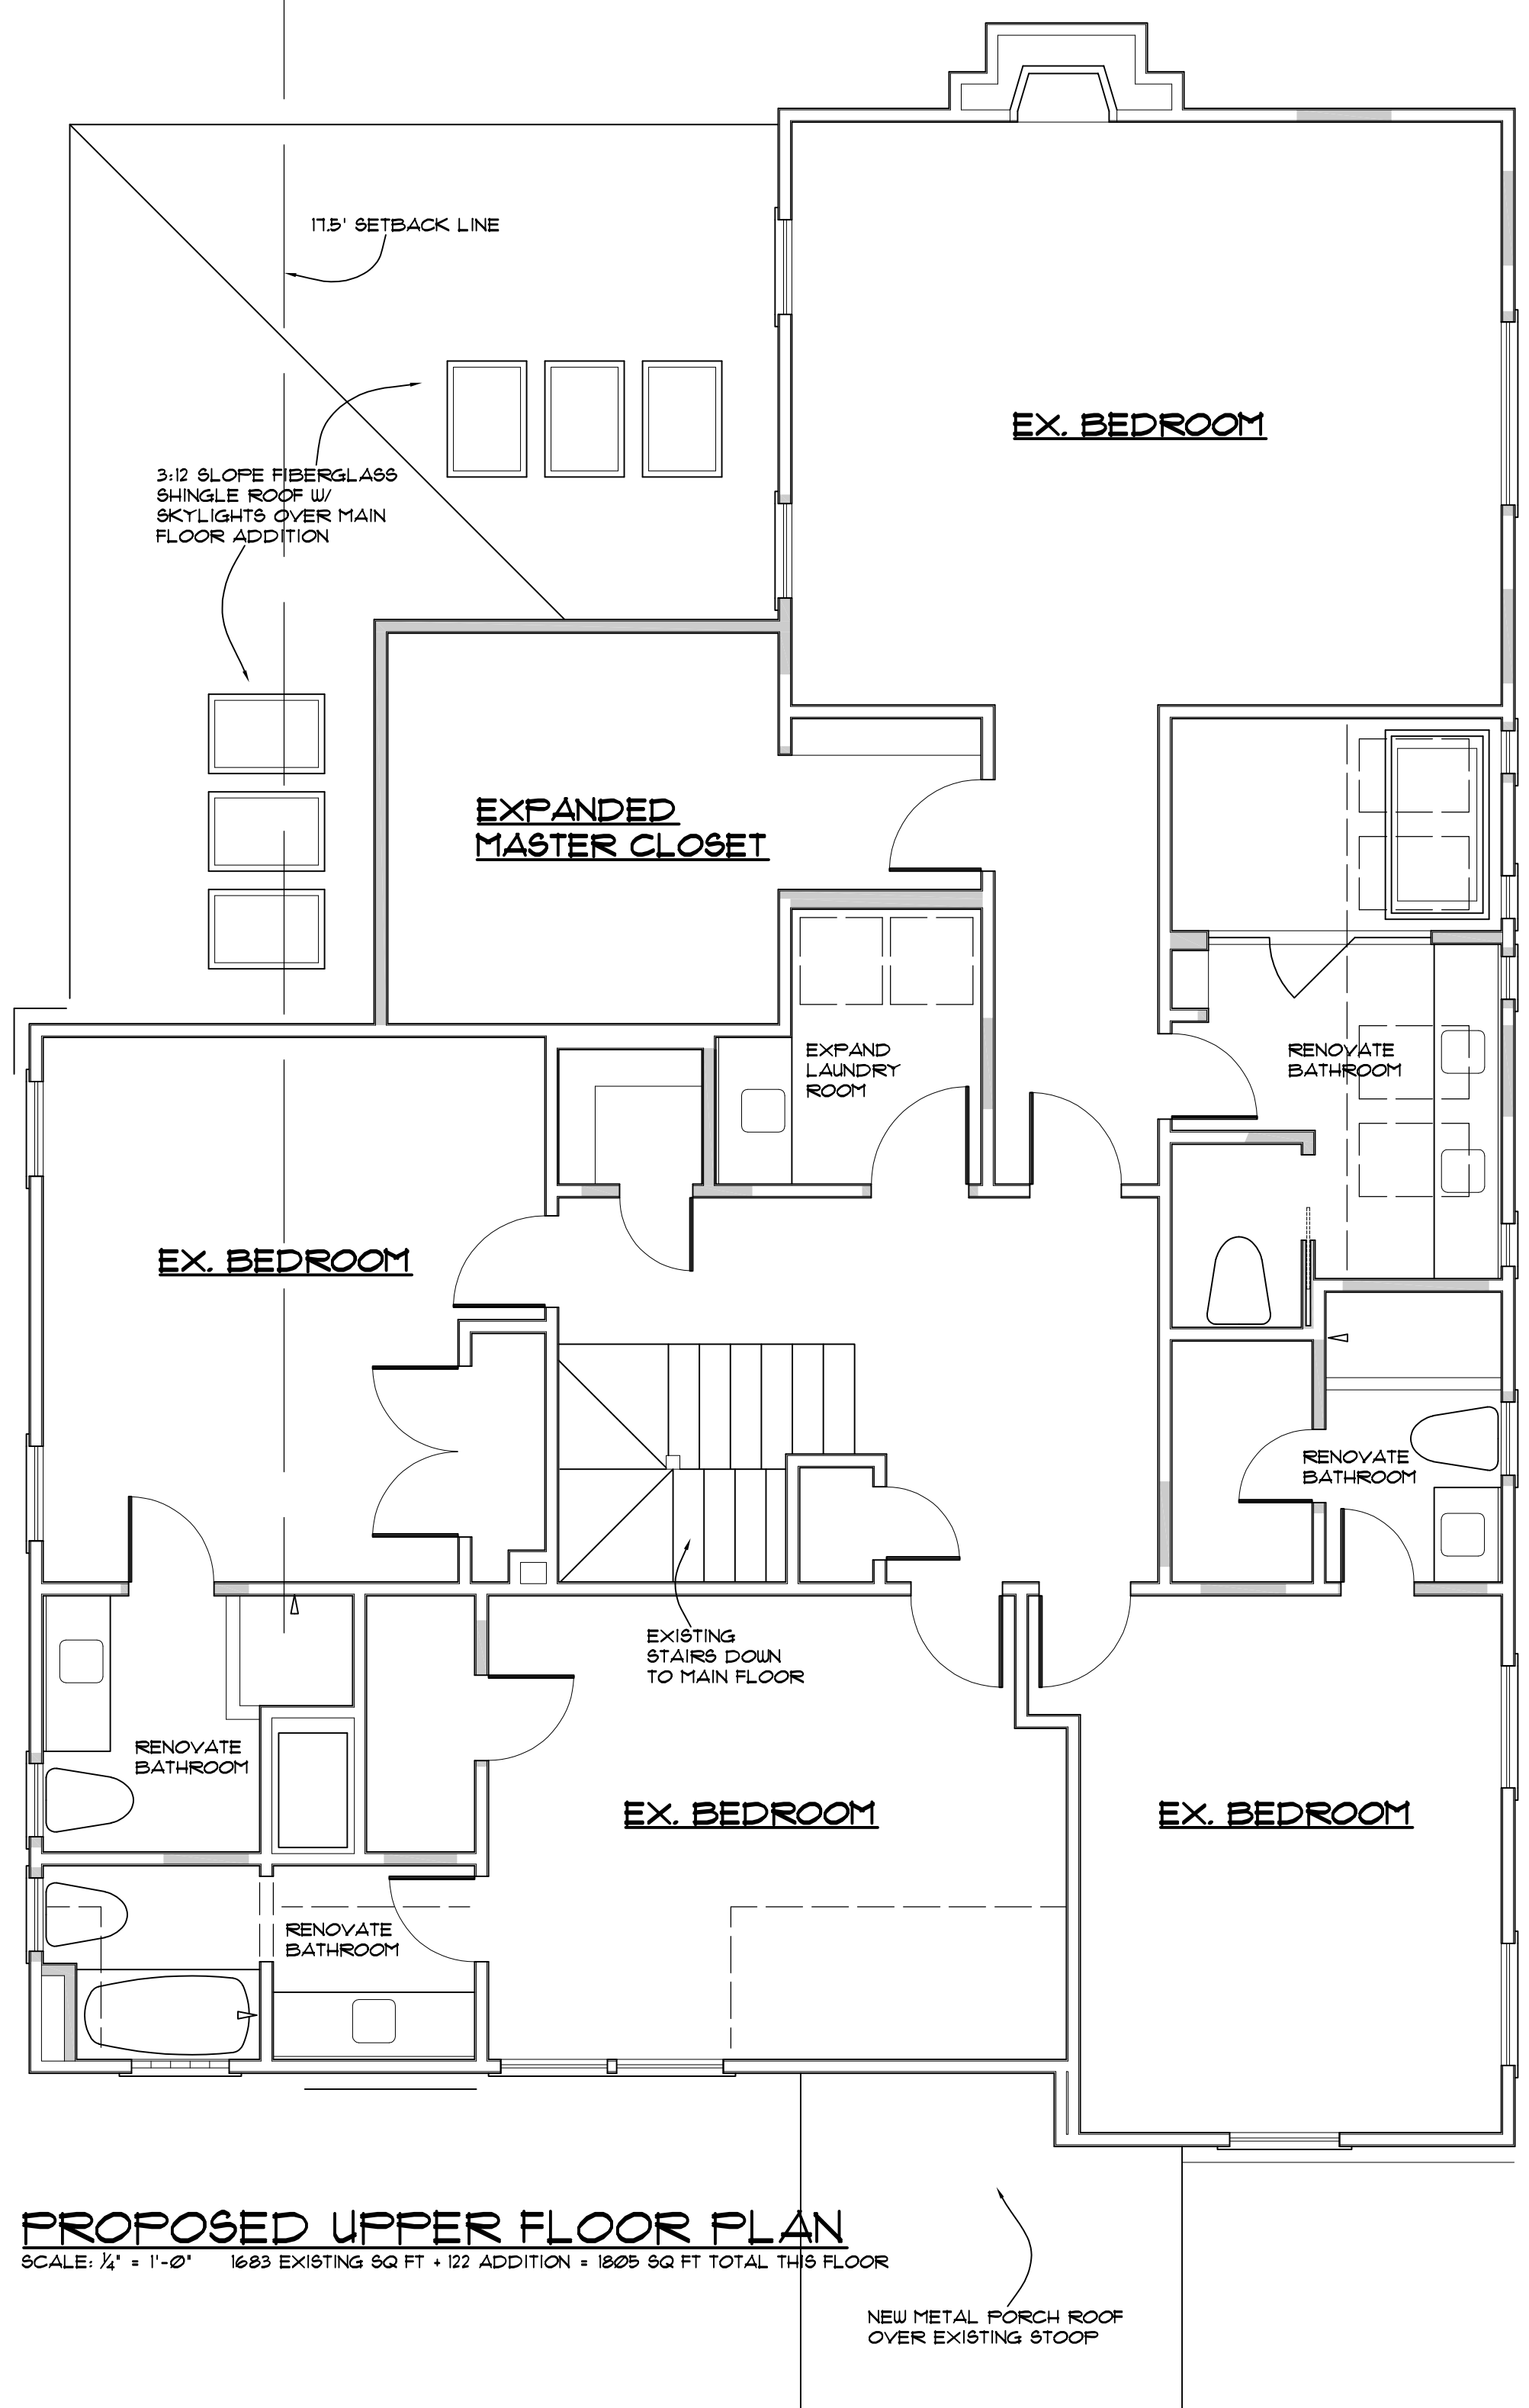 17.5' SETBACK LINE
EX. BEDROOM
3:12 SLOPE FIBERGLASS
SHINGLE ROOF W/
SKYLIGHTS OVER MAIN
FLOOR ADDITION
EXPANDED
MASTER CLOSET
EXPAND
LAUNDRY
ROOM
RENOVATE
BATHROOM
EX. BEDROOM
RENOVATE
BATHROOM
EXISTING
STAIRS DOWN
TO MAIN FLOOR
RENOVATE
BATHROOM
EX. BEDROOM
EX. BEDROOM
RENOVATE
BATHROOM
PROPOSED UPPER FLOOR PLAN
SCALE: 1/4" = 1'-0" 1683 EXISTING SQ FT + 122 ADDITION = 1805 SQ FT TOTAL THIS FLOOR
NEW METAL PORCH ROOF
OVER EXISTING STOOP